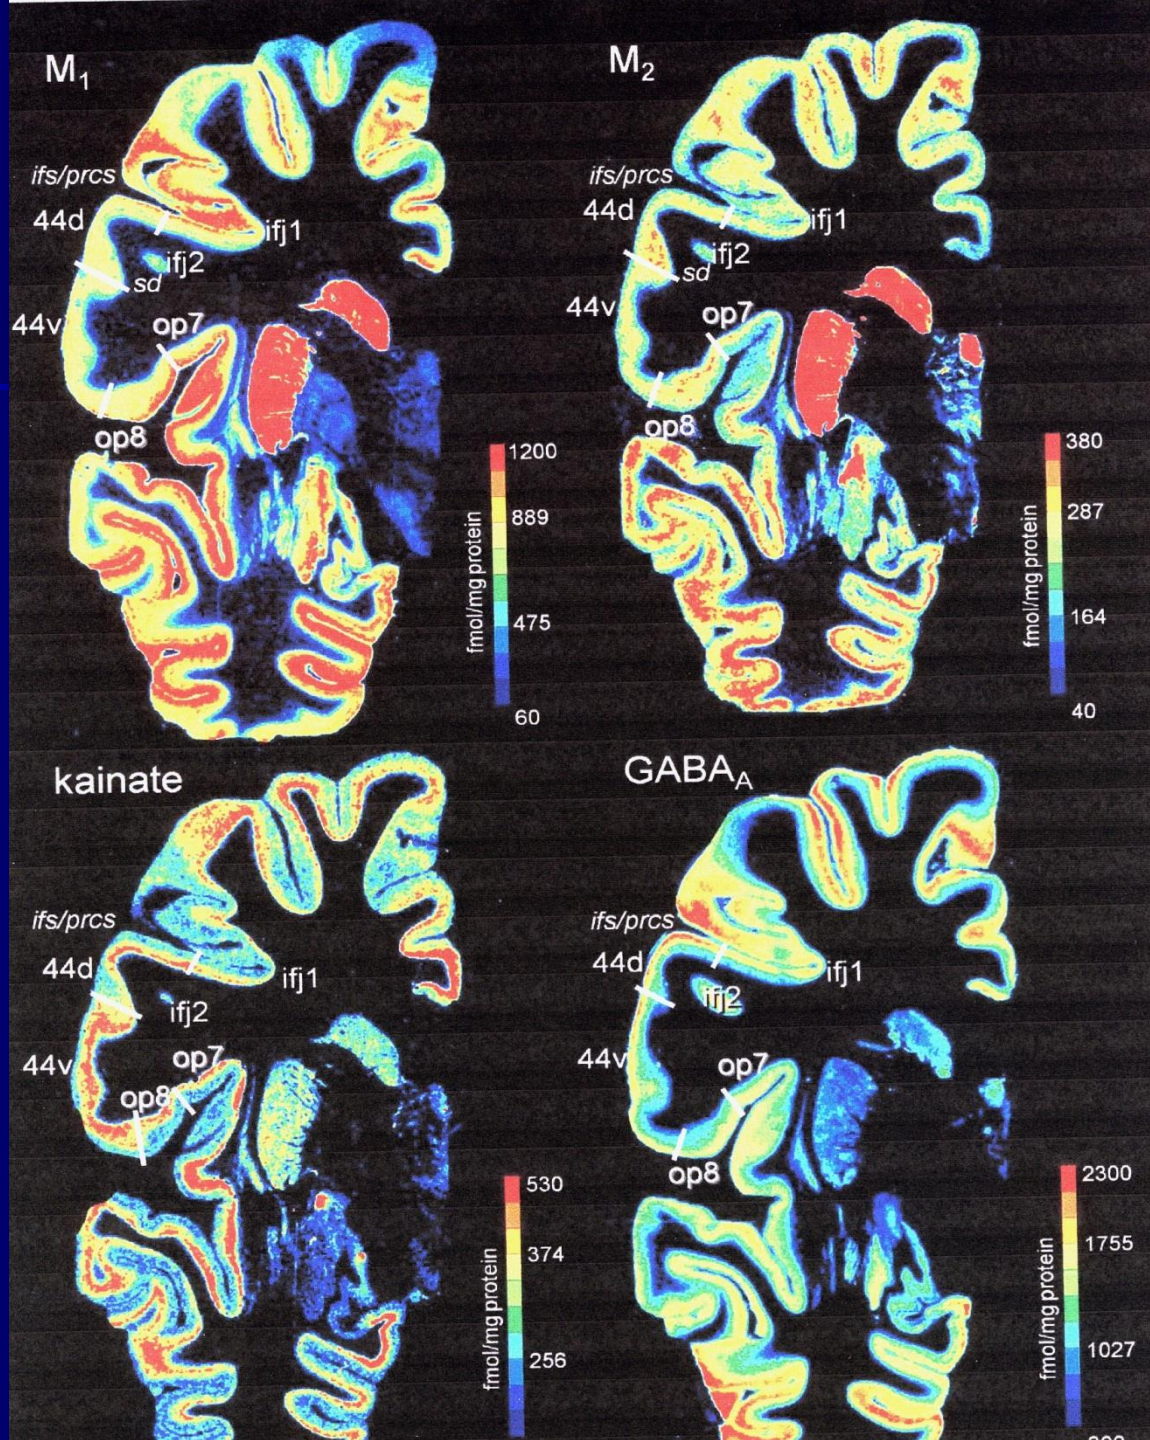 M1
ifs/prcs
44d
ifj1
ifj2
sd
44v
op7
op8
1200
889
475
60
fmol/mg protein
M2
ifs/prcs
44d
ifj1
ifj2
sd
44v
op7
op8
380
287
164
40
fmol/mg protein
kainate
ifs/prcs
44d
ifj1
ifj2
44v
op7
op8
530
374
256
fmol/mg protein
GABAA
ifs/prcs
44d
ifj1
ifj2
44v
op7
op8
2300
1755
1027
fmol/mg protein